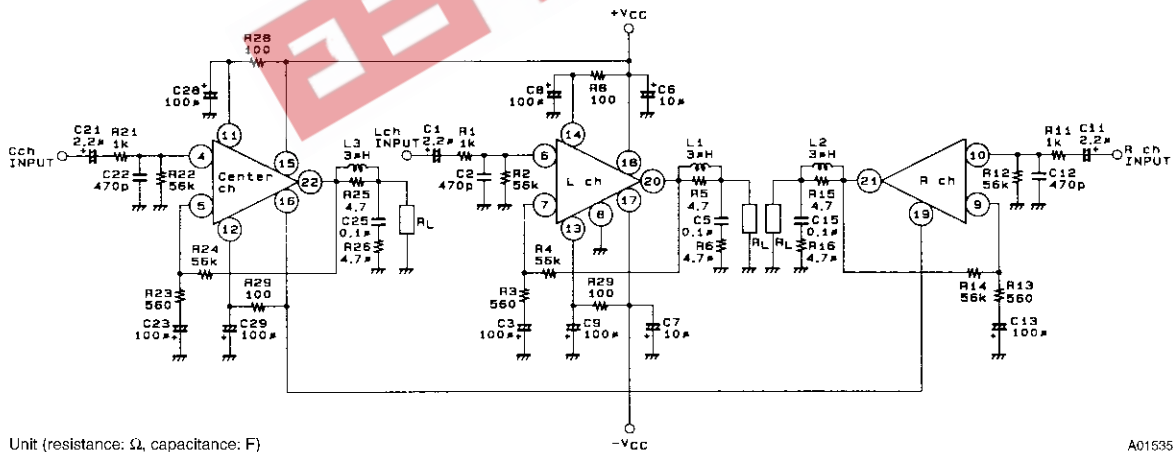 +VCC
R28
100
C28
100µ
+
C8
100µ
+
R8
100
+
C6
10µ
11
14
Cch
INPUT
C21
2.2µ
+
R21
1k
4
C22
470p
R22
56k
Center
ch
15
22
16
5
12
L3
3µH
R25
4.7
C25
0.1µ
R26
4.7µ
RL
R24
56k
R23
560
C23
100µ
+
R29
100
C29
100µ
+
Lch
INPUT
C1
2.2µ
+
R1
1k
6
C2
470p
R2
56k
L ch
18
20
17
7
8
13
L1
3µH
R5
4.7
C5
0.1µ
R6
4.7µ
RL
R4
56k
R3
560
C3
100µ
+
R29
100
C9
100µ
+
C7
10µ
+
L2
3µH
R15
4.7
C15
0.1µ
R16
4.7µ
RL
21
R ch
10
9
19
R12
56k
R11
1k
C11
2.2µ
+
C12
470p
R ch
INPUT
R14
56k
R13
560
C13
100µ
+
-VCC
Unit (resistance: Ω, capacitance: F)
A01535